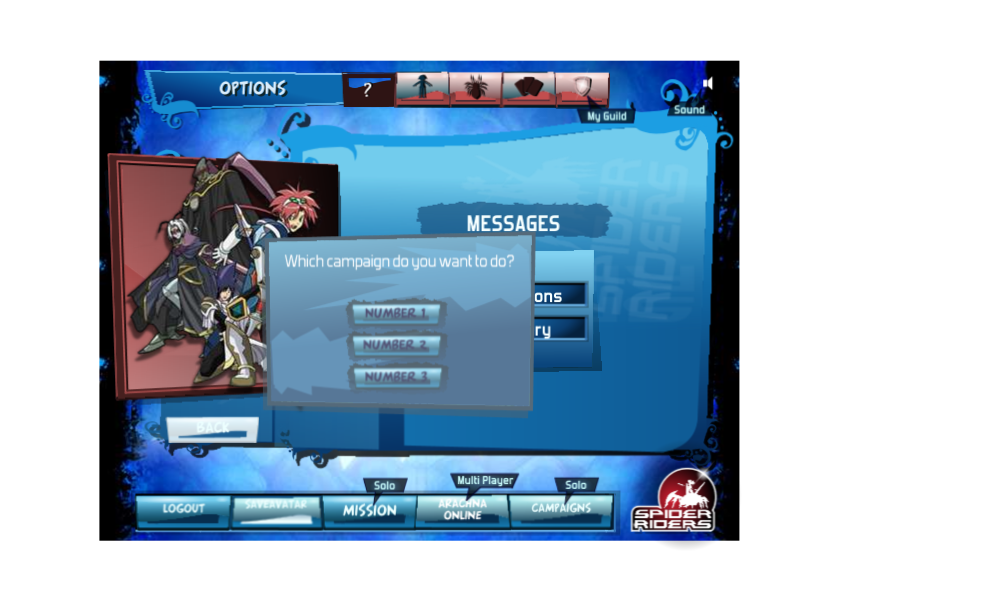 OPTIONS
?
My Guild
Sound
SPIDER
RIDERS
MESSAGES
Which campaign do you want to do?
ons
NUMBER 1.
ry
NUMBER 2
NUMBER 3
BACK
Solo
Multi Player
Solo
LOGOUT
SAVE AVATAR
MISSION
ARACHNA
ONLINE
CAMPAIGNS
SPIDER
RIDERS